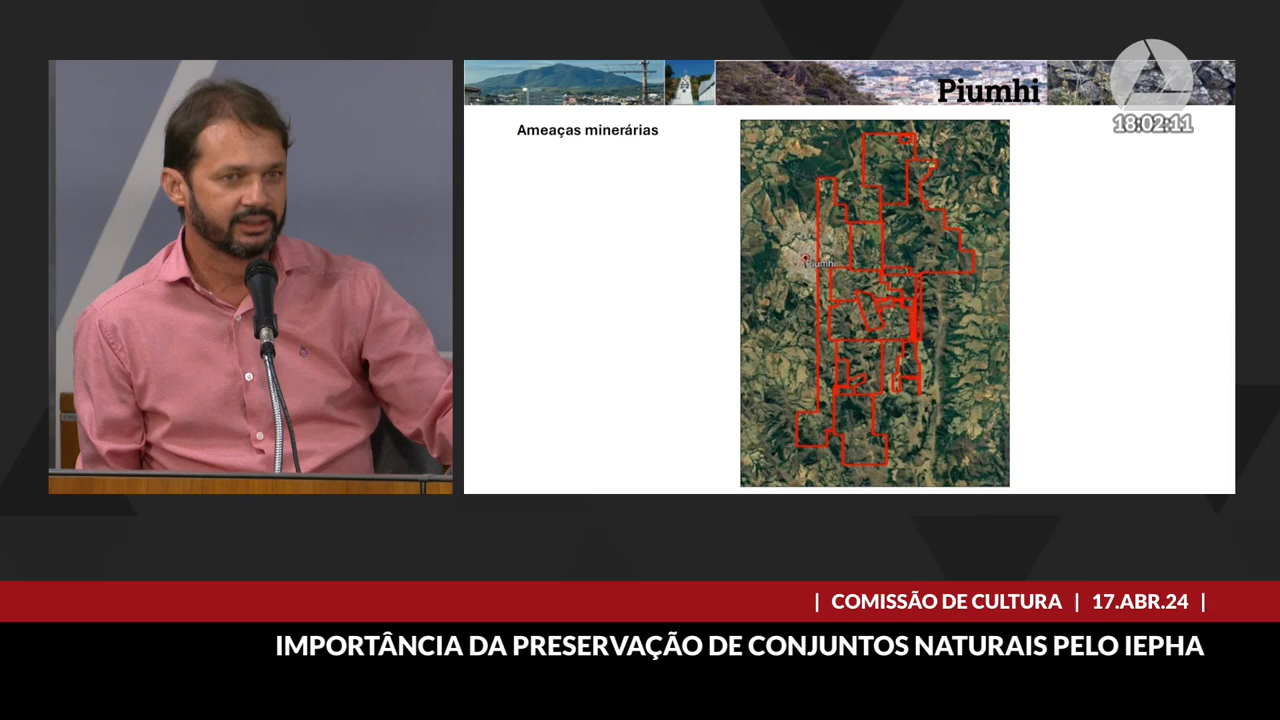 Piumhi
18:02:11
Ameaças minerárias
Piumhi
| COMISSÃO DE CULTURA | 17.ABR.24 |
IMPORTÂNCIA DA PRESERVAÇÃO DE CONJUNTOS NATURAIS PELO IEPHA